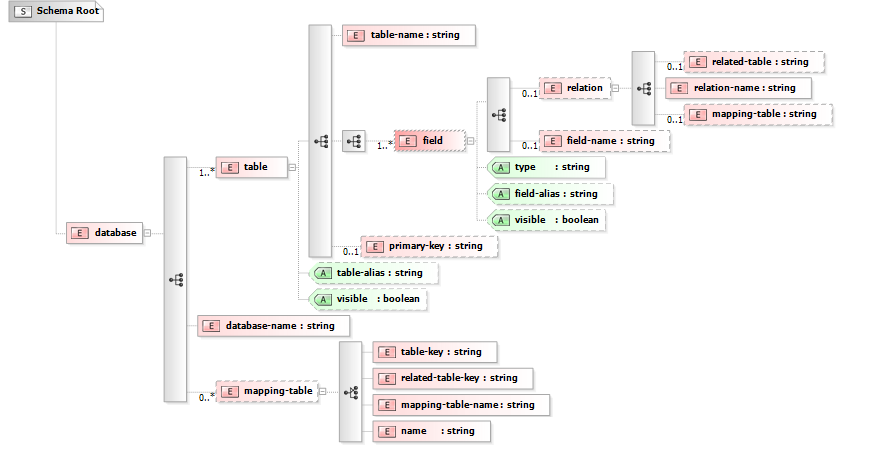 S Schema Root
E table-name : string
0..1 E related-table : string
0..1 E relation
E relation-name : string
0..1 E mapping-table : string
1..* E field
0..1 E field-name : string
1..* E table
A type : string
A field-alias : string
A visible : boolean
E database
0..1 E primary-key : string
A table-alias : string
A visible : boolean
E database-name : string
E table-key : string
E related-table-key : string
0..* E mapping-table
E mapping-table-name : string
E name : string